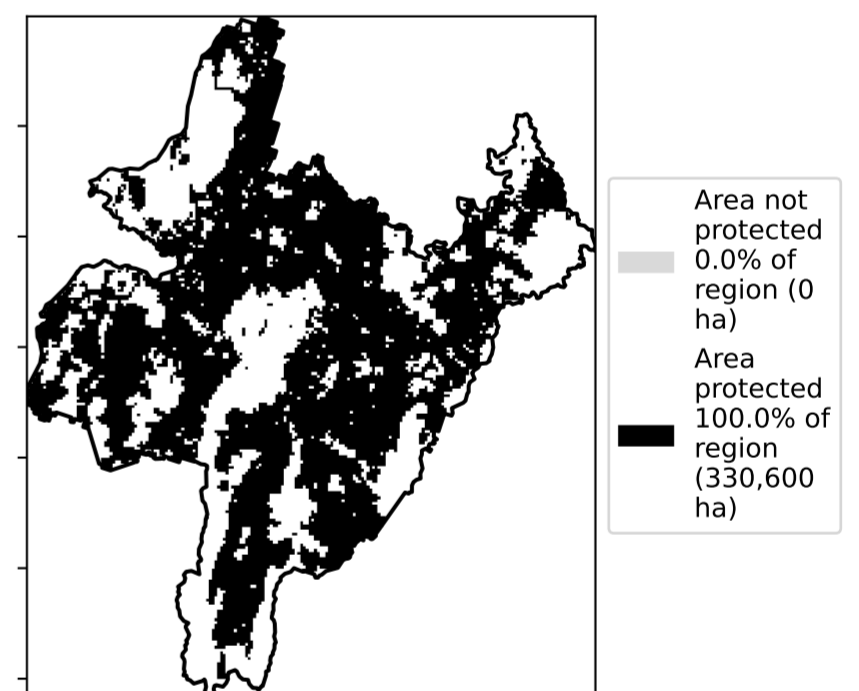 Area not
protected
0.0% of
region (0
ha)
Area
protected
100.0% of
region
(330,600
ha)